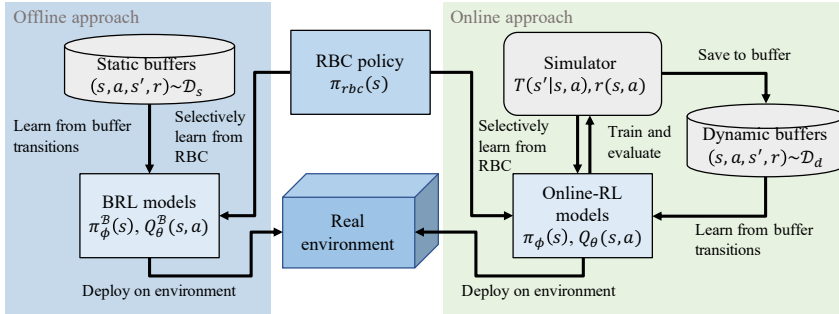 Offline approach
Static buffers
(s, a, s′, r)~𝒟_s
Learn from buffer
transitions
Selectively
learn from
RBC
BRL models
π_ϕ^ℬ(s), Q_θ^ℬ(s, a)
Deploy on environment
RBC policy
π_rbc(s)
Real
environment
Online approach
Simulator
T(s′|s, a), r(s, a)
Save to buffer
Selectively
learn from
RBC
Train and
evaluate
Dynamic buffers
(s, a, s′, r)~𝒟_d
Online-RL
models
π_ϕ(s), Q_θ(s, a)
Learn from buffer
transitions
Deploy on environment